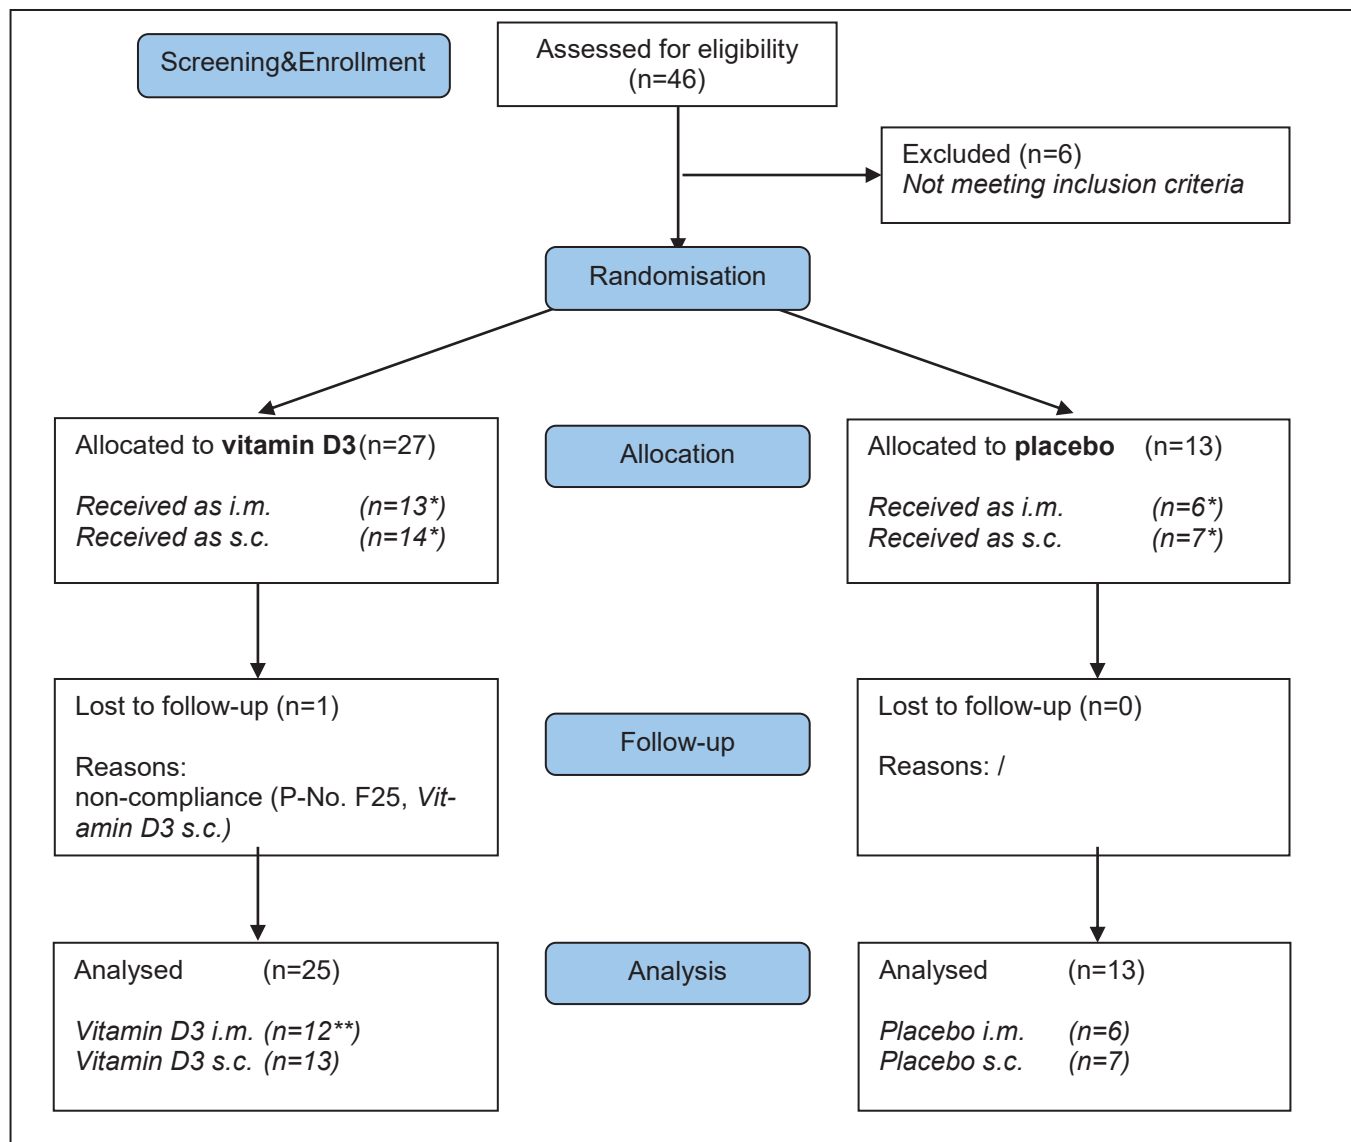 Screening&Enrollment
Assessed for eligibility
(n=46)
Excluded (n=6)
Not meeting inclusion criteria
Randomisation
Allocated to vitamin D3 (n=27)
Received as i.m. (n=13*)
Received as s.c. (n=14*)
Allocation
Allocated to placebo (n=13)
Received as i.m. (n=6*)
Received as s.c. (n=7*)
Lost to follow-up (n=1)
Reasons:
non-compliance (P-No. F25, Vit-
amin D3 s.c.)
Follow-up
Lost to follow-up (n=0)
Reasons: /
Analysed (n=25)
Vitamin D3 i.m. (n=12**)
Vitamin D3 s.c. (n=13)
Analysis
Analysed (n=13)
Placebo i.m. (n=6)
Placebo s.c. (n=7)